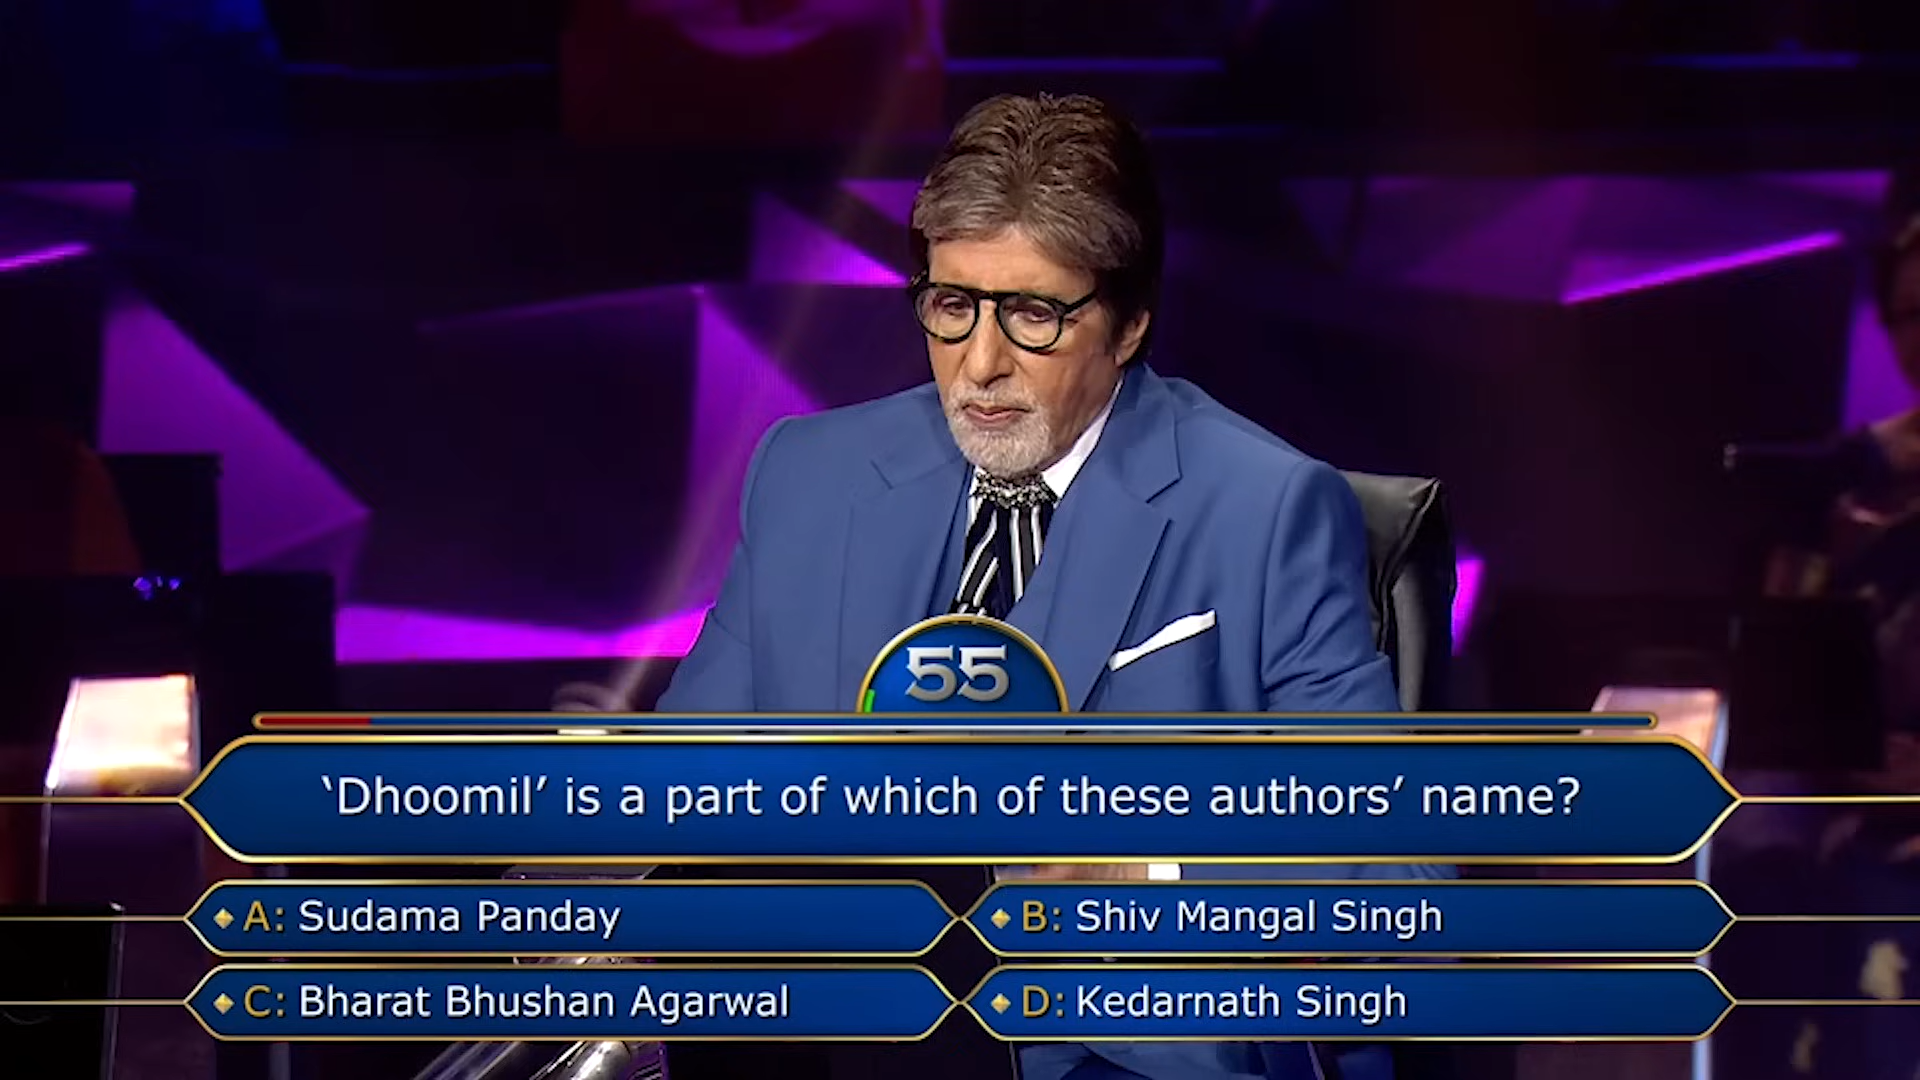 55
‘Dhoomil’ is a part of which of these authors’ name?
A: Sudama Panday
B: Shiv Mangal Singh
C: Bharat Bhushan Agarwal
D: Kedarnath Singh